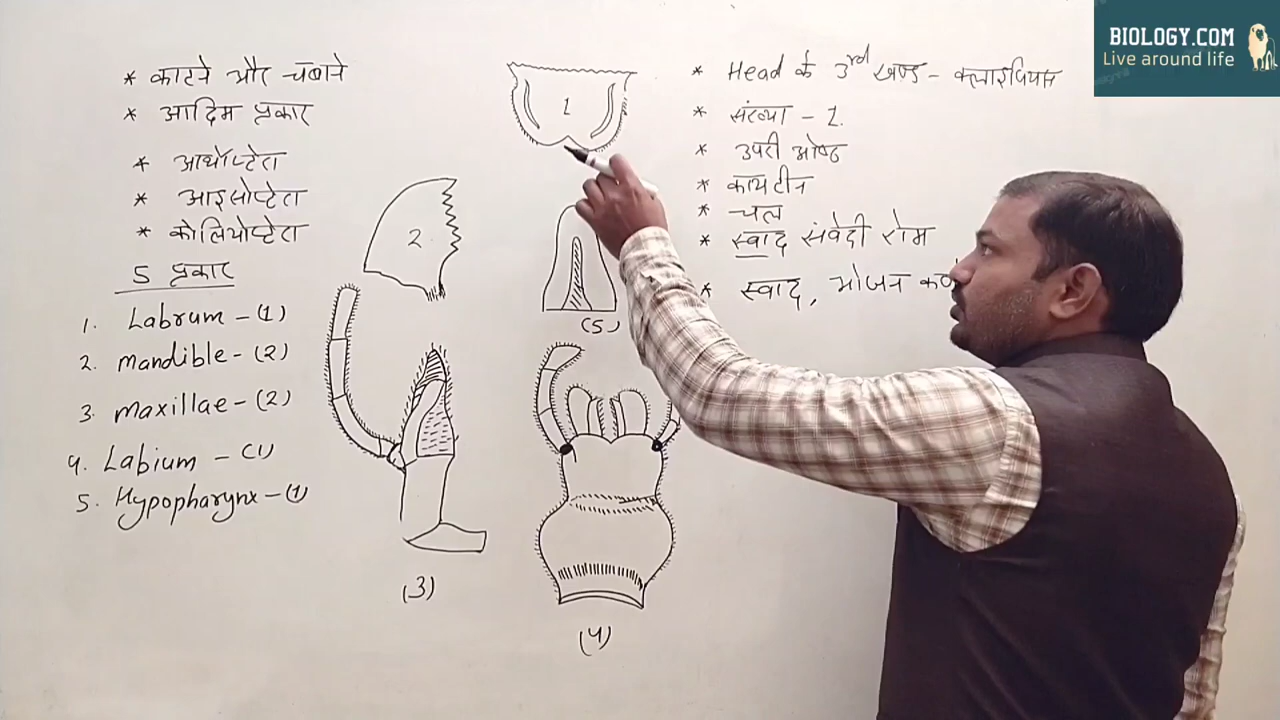 BIOLOGY.COM
Live around life
* काटने और चबाने
* आदिम प्रकार
* आर्थोप्टेरा
* आइसोप्टेरा
* कोलियोप्टेरा
5 प्रकार
1. Labrum - (1)
2. mandible - (2)
3. maxillae - (2)
4. Labium - (1)
5. Hypopharynx - (1)
1
2
(3)
(5)
(4)
* Head के 3rd खण्ड - क्लाइपियस
* संख्या - 1.
* उपरी ओष्ठ
* कायटीन
* चल
* स्वाद संवेदी रोम
* स्वाद, भोजन